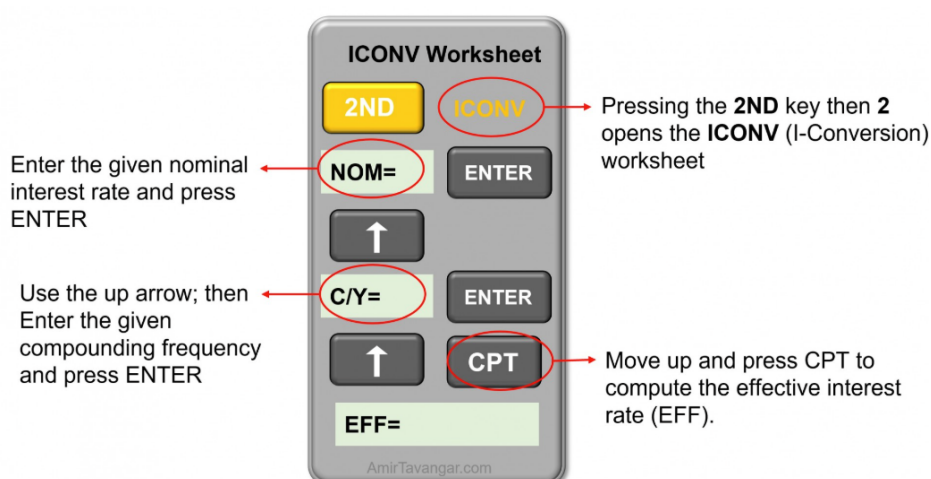 ICONV Worksheet
2ND
ICONV
Pressing the 2ND key then 2
opens the ICONV (I-Conversion)
worksheet
Enter the given nominal
interest rate and press
ENTER
NOM=
ENTER
↑
Use the up arrow; then
Enter the given
compounding frequency
and press ENTER
C/Y=
ENTER
↑
CPT
Move up and press CPT to
compute the effective interest
rate (EFF).
EFF=
AmirTavangar.com